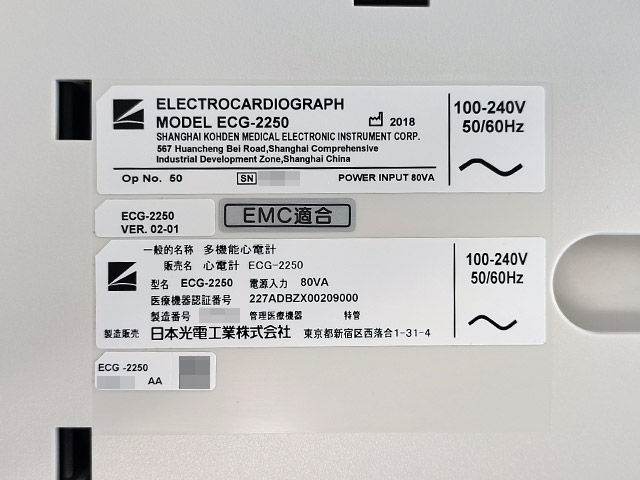 ELECTROCARDIOGRAPH
MODEL ECG-2250
2018
SHANGHAI KOHDEN MEDICAL ELECTRONIC INSTRUMENT CORP.
567 Huancheng Bei Road,Shanghai Comprehensive
Industrial Development Zone,Shanghai China
Op No. 50 SN POWER INPUT 80VA
100-240V
50/60Hz
ECG-2250
VER. 02-01
EMC適合
一般的名称 多機能心電計
販売名 心電計 ECG-2250
型名 ECG-2250 電源入力 80VA
医療機器認証番号 227ADBZX00209000
製造番号 管理医療機器 特管
製造販売 日本光電工業株式会社 東京都新宿区西落合1-31-4
100-240V
50/60Hz
ECG -2250
AA